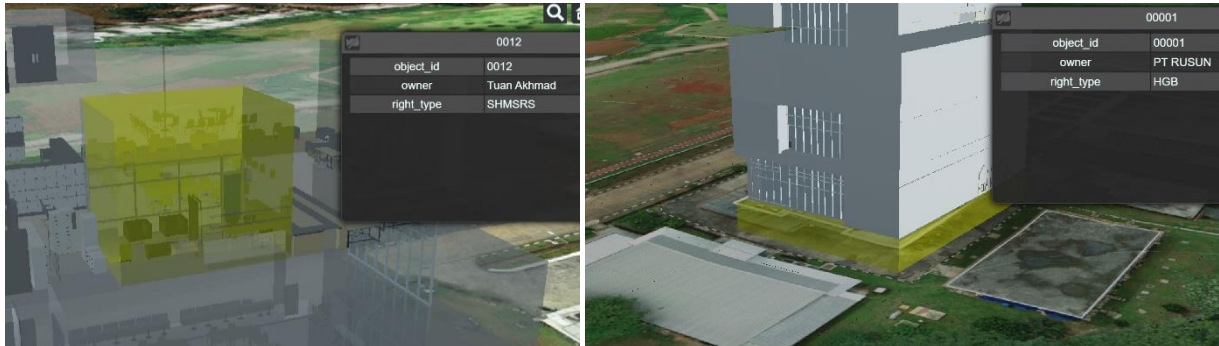 0012
object_id 0012
owner Tuan Akhmad
right_type SHMSRS
00001
object_id 00001
owner PT RUSUN
right_type HGB